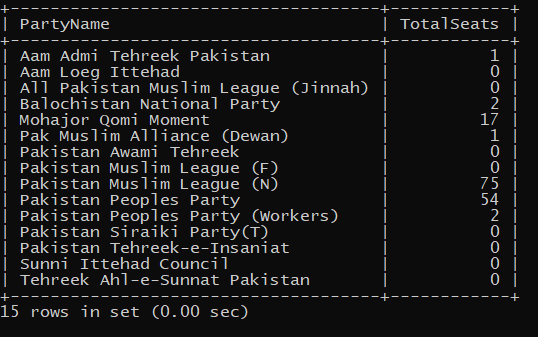 +-------------------------------------+------------+
| PartyName                           | TotalSeats |
+-------------------------------------+------------+
| Aam Admi Tehreek Pakistan           |          1 |
| Aam Loeg Ittehad                    |          0 |
| All Pakistan Muslim League (Jinnah) |          0 |
| Balochistan National Party          |          2 |
| Mohajor Qomi Moment                 |         17 |
| Pak Muslim Alliance (Dewan)         |          1 |
| Pakistan Awami Tehreek              |          0 |
| Pakistan Muslim League (F)          |          0 |
| Pakistan Muslim League (N)          |         75 |
| Pakistan Peoples Party              |         54 |
| Pakistan Peoples Party (Workers)    |          2 |
| Pakistan Siraiki Party(T)           |          0 |
| Pakistan Tehreek-e-Insaniat         |          0 |
| Sunni Ittehad Council               |          0 |
| Tehreek Ahl-e-Sunnat Pakistan       |          0 |
+-------------------------------------+------------+
15 rows in set (0.00 sec)